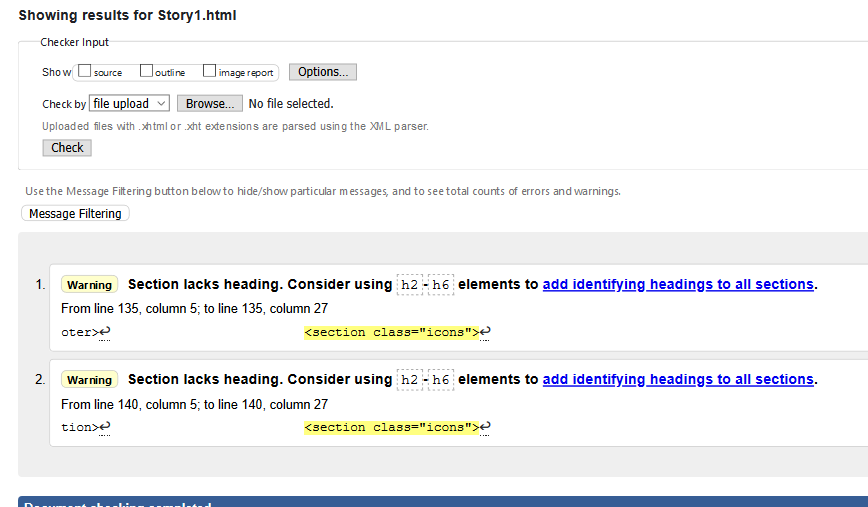 Showing results for Story1.html
Checker Input
Show source outline image report Options...
Check by file upload Browse... No file selected.
Uploaded files with .xhtml or .xht extensions are parsed using the XML parser.
Check
Use the Message Filtering button below to hide/show particular messages, and to see total counts of errors and warnings.
Message Filtering
1. Warning Section lacks heading. Consider using h2-h6 elements to add identifying headings to all sections.
From line 135, column 5; to line 135, column 27
oter>↩ <section class="icons">↩
2. Warning Section lacks heading. Consider using h2-h6 elements to add identifying headings to all sections.
From line 140, column 5; to line 140, column 27
tion>↩ <section class="icons">↩
Document checking completed.